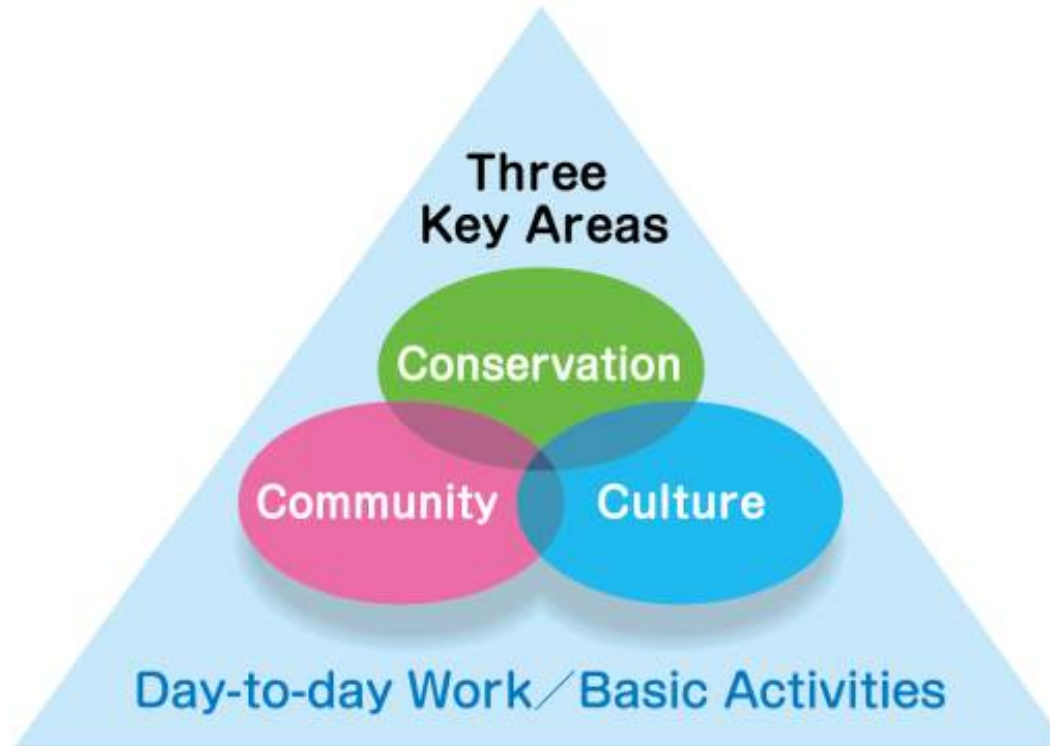 Three
Key Areas
Conservation
Community
Culture
Day-to-day Work／Basic Activities